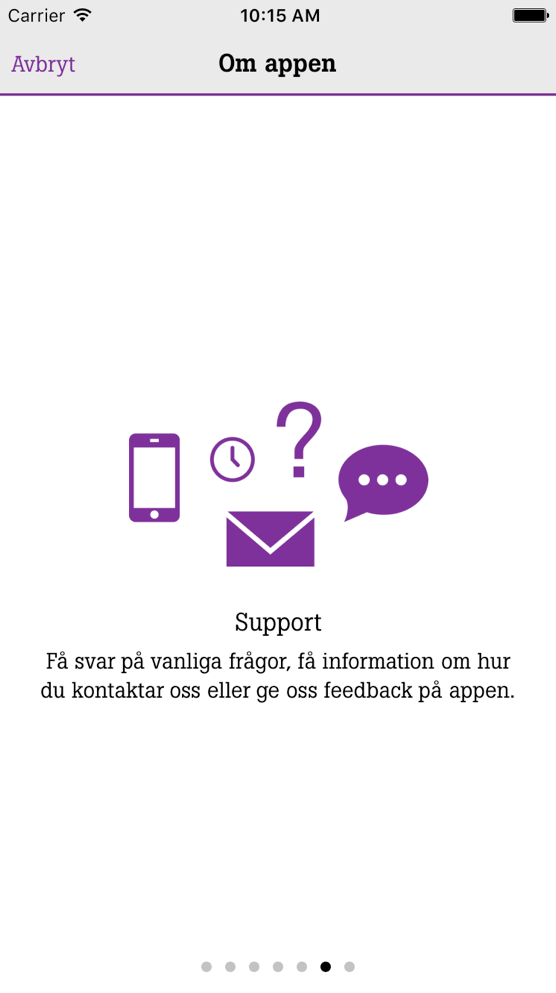 Carrier 10:15 AM
Avbryt Om appen
?
Support
Få svar på vanliga frågor, få information om hur
du kontaktar oss eller ge oss feedback på appen.